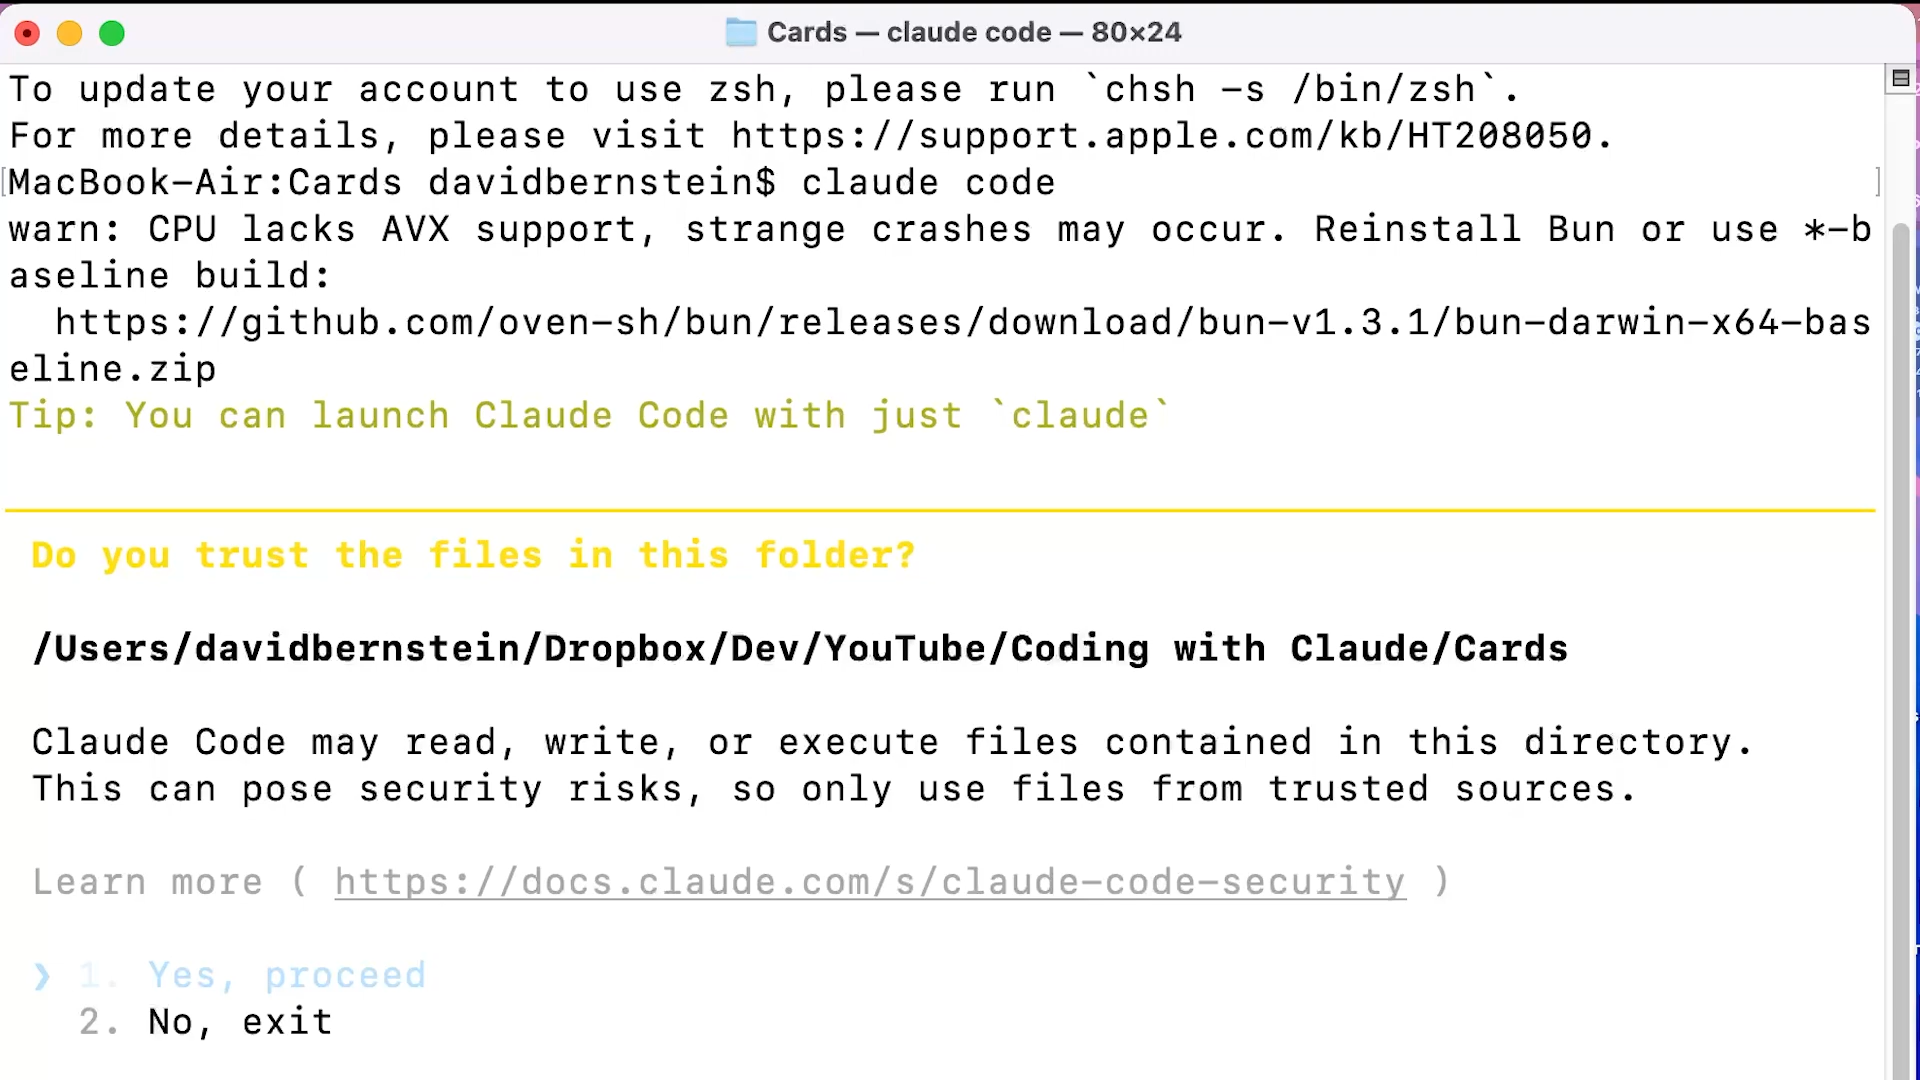 Cards — claude code — 80×24
To update your account to use zsh, please run `chsh -s /bin/zsh`.
For more details, please visit https://support.apple.com/kb/HT208050.
[MacBook-Air:Cards davidbernstein$ claude code ]
warn: CPU lacks AVX support, strange crashes may occur. Reinstall Bun or use *-b
aseline build:
https://github.com/oven-sh/bun/releases/download/bun-v1.3.1/bun-darwin-x64-bas
eline.zip
Tip: You can launch Claude Code with just `claude`
Do you trust the files in this folder?
/Users/davidbernstein/Dropbox/Dev/YouTube/Coding with Claude/Cards
Claude Code may read, write, or execute files contained in this directory.
This can pose security risks, so only use files from trusted sources.
Learn more ( https://docs.claude.com/s/claude-code-security )
❯ 1. Yes, proceed
2. No, exit